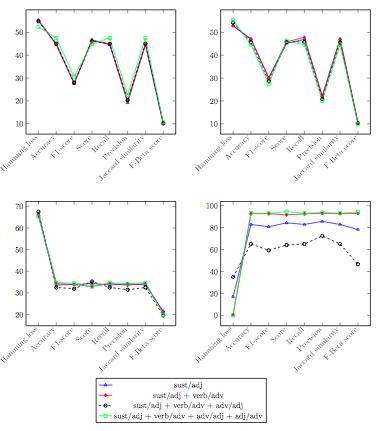 50
40
30
20
10
Hamming loss
Accuracy
F1-score
Score
Recall
Precision
Jaccard similarity
F-Beta score
50
40
30
20
10
Hamming loss
Accuracy
F1-score
Score
Recall
Precision
Jaccard similarity
F-Beta score
70
60
50
40
30
20
Hamming loss
Accuracy
F1-score
Score
Recall
Precision
Jaccard similarity
F-Beta score
100
80
60
40
20
0
Hamming loss
Accuracy
F1-score
Score
Recall
Precision
Jaccard similarity
F-Beta score
sust/adj
sust/adj + verb/adv
sust/adj + verb/adv + adv/adj
sust/adj + verb/adv + adv/adj + adj/adv